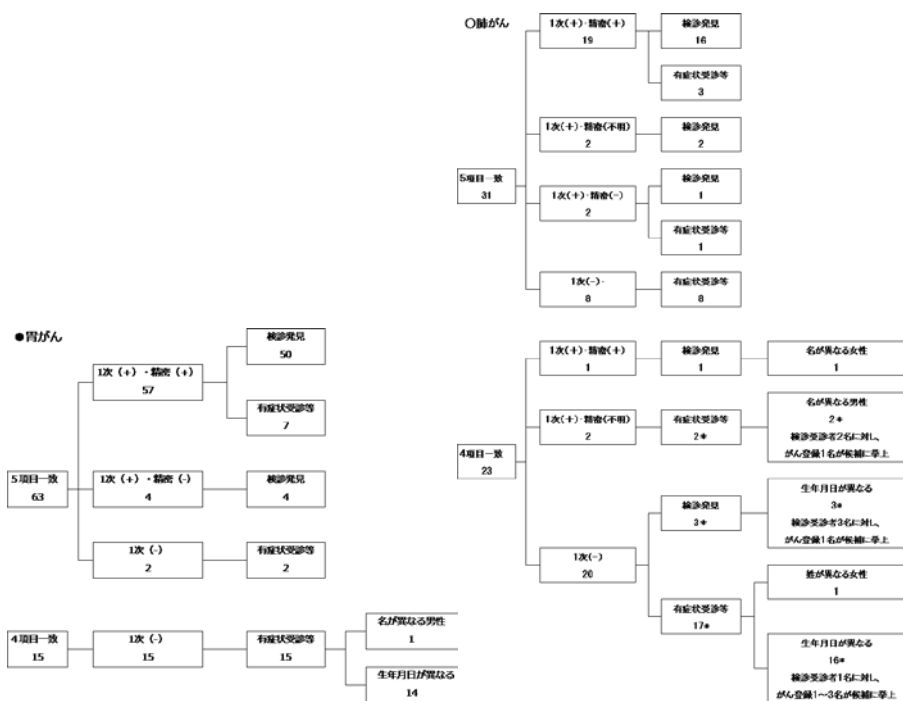 〇肺がん
1次(+)・精密(+)
19
検診発見
16
有症状受診等
3
1次(+)・精密(不明)
2
検診発見
2
5項目一致
31
1次(+)・精密(-)
2
検診発見
1
有症状受診等
1
1次(-)・
8
有症状受診等
8
●胃がん
5項目一致
63
1次（+）・精密（+）
57
検診発見
50
有症状受診等
7
1次（+）・精密（-）
4
検診発見
4
1次（-）
2
有症状受診等
2
4項目一致
15
1次（-）
15
有症状受診等
15
名が異なる男性
1
生年月日が異なる
14
4項目一致
23
1次(+)・精密(+)
1
検診発見
1
名が異なる女性
1
1次(+)・精密(不明)
2
有症状受診等
2*
名が異なる男性
2*
検診受診者2名に対し、
がん登録1名が候補に挙上
1次(-)
20
検診発見
3*
生年月日が異なる
3*
検診受診者3名に対し、
がん登録1名が候補に挙上
有症状受診等
17*
姓が異なる女性
1
生年月日が異なる
16*
検診受診者1名に対し、
がん登録1～3名が候補に挙上